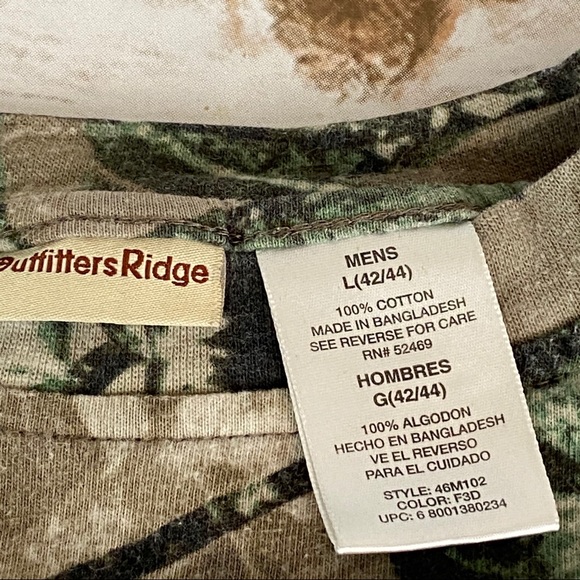 OutfittersRidge
MENS
L(42/44)
100% COTTON
MADE IN BANGLADESH
SEE REVERSE FOR CARE
RN# 52469
HOMBRES
G(42/44)
100% ALGODON
HECHO EN BANGLADESH
VE EL REVERSO
PARA EL CUIDADO
STYLE: 46M102
COLOR: F3D
UPC: 6 8001380234